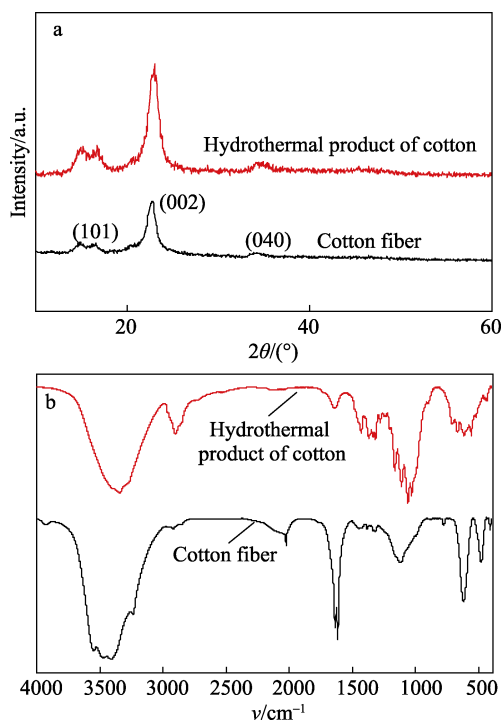 a
Intensity/a.u.
Hydrothermal product of cotton
(002)
(101)
(040)
Cotton fiber
20
40
60
2θ/(°)
b
Hydrothermal
product of cotton
Cotton fiber
4000
3500
3000
2500
2000
1500
1000
500
ν/cm⁻¹